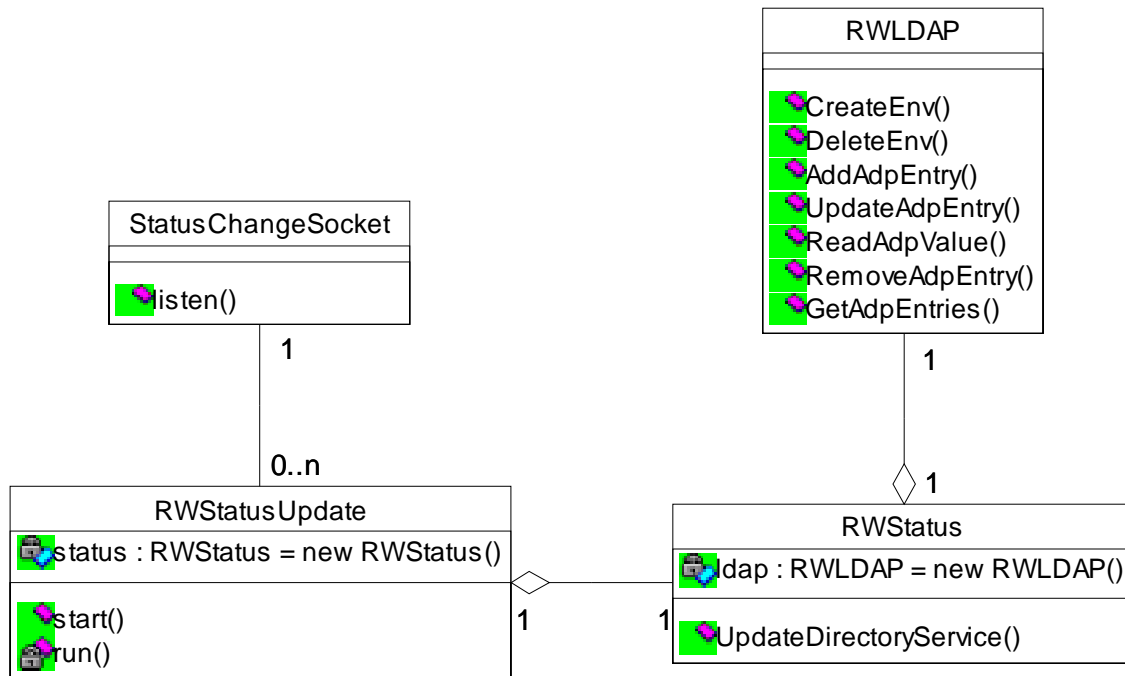 RWLDAP
CreateEnv()
DeleteEnv()
AddAdpEntry()
UpdateAdpEntry()
ReadAdpValue()
RemoveAdpEntry()
GetAdpEntries()
StatusChangeSocket
listen()
1
1
0..n
1
RWStatusUpdate
status : RWStatus = new RWStatus()
start()
run()
RWStatus
ldap : RWLDAP = new RWLDAP()
UpdateDirectoryService()
1
1